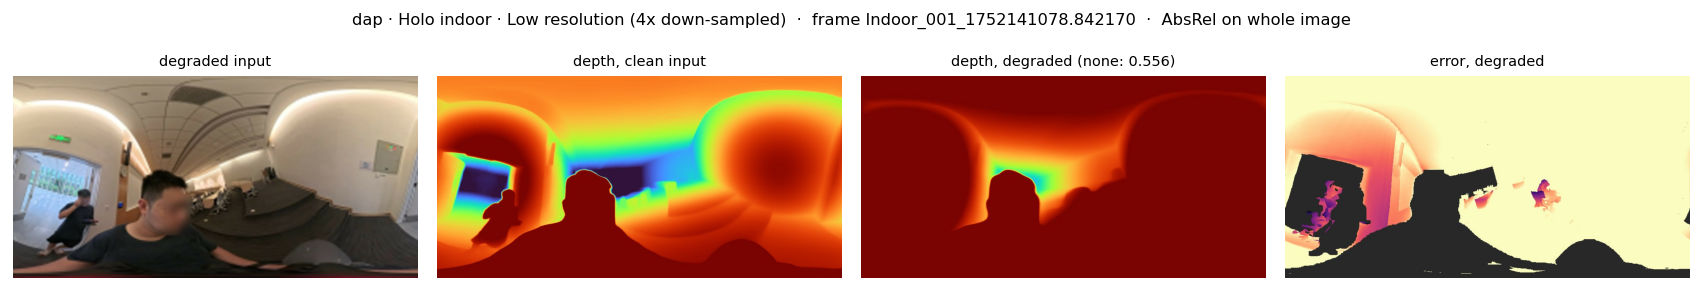 dap · Holo indoor · Low resolution (4x down-sampled) · frame Indoor_001_1752141078.842170 · AbsRel on whole image
degraded input
depth, clean input
depth, degraded (none: 0.556)
error, degraded